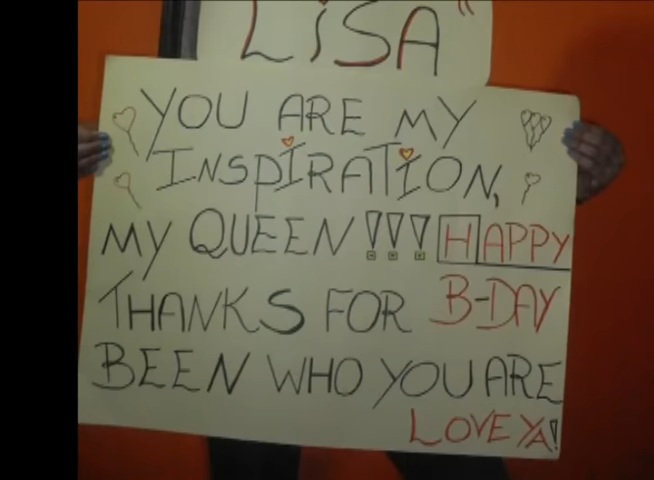 LiSA"
YOU ARE MY
INSPiRATiON,
MY QUEEN!!! HAPPY
THANKS FOR B-DAY
BEEN WHO YOU ARE
LOVE YA!